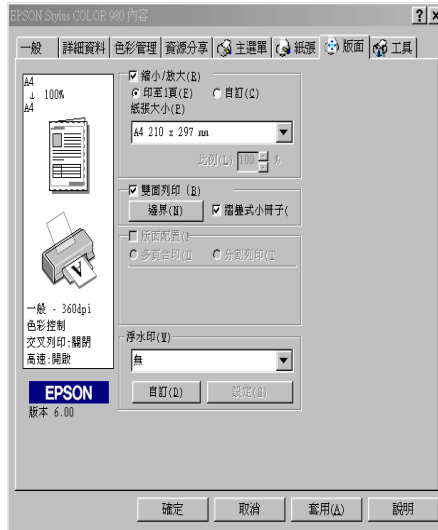 EPSON Stylus COLOR 980 內容
一般 詳細資料 色彩管理 資源分享 主選單 紙張 版面 工具
A4
↓ 100%
A4
一般 - 360dpi
色彩控制
交叉列印:關閉
高速:開啟
EPSON
版本 6.00
縮小/放大(R)
印至1頁(F) 自訂(C)
紙張大小(P)
A4 210 x 297 mm
比例(L) 100 %
雙面列印 (B)
邊界(N) 摺疊式小冊子(
版面配置(
多頁合印( 分割列印(
浮水印(W)
無
自訂(D) 設定(S)
確定 取消 套用(A) 說明